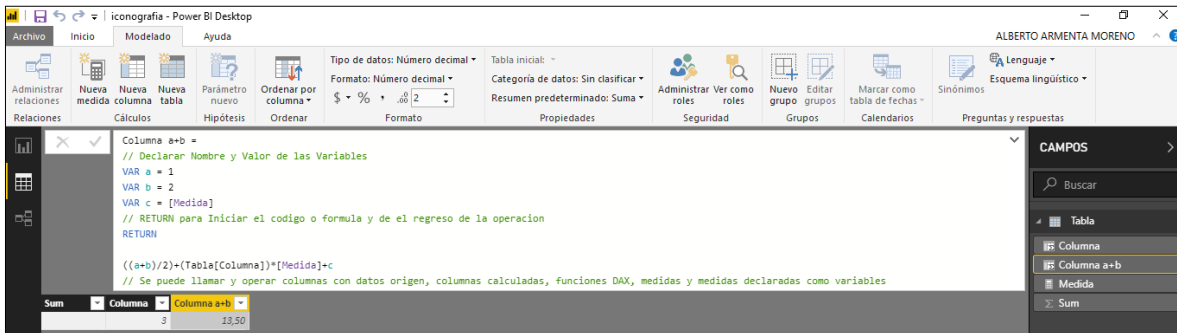 iconografia - Power BI Desktop
Archivo Inicio Modelado Ayuda ALBERTO ARMENTA MORENO
Administrar relaciones
Relaciones
Nueva medida
Nueva columna
Nueva tabla
Cálculos
Parámetro nuevo
Hipótesis
Ordenar por columna
Ordenar
Tipo de datos: Número decimal
Formato: Número decimal
$ % , .00 2
Formato
Tabla inicial:
Categoría de datos: Sin clasificar
Resumen predeterminado: Suma
Propiedades
Administrar roles
Ver como roles
Seguridad
Nuevo grupo
Editar grupos
Grupos
Marcar como tabla de fechas
Calendarios
Sinónimos
Lenguaje
Esquema lingüístico
Preguntas y respuestas
Columna a+b =
// Declarar Nombre y Valor de las Variables
VAR a = 1
VAR b = 2
VAR c = [Medida]
// RETURN para Iniciar el codigo o formula y de el regreso de la operacion
RETURN
((a+b)/2)+(Tabla[Columna])*[Medida]+c
// Se puede llamar y operar columnas con datos origen, columnas calculadas, funciones DAX, medidas y medidas declaradas como variables
Sum Columna Columna a+b
3 13,50
CAMPOS
Buscar
Tabla
Columna
Columna a+b
Medida
Sum